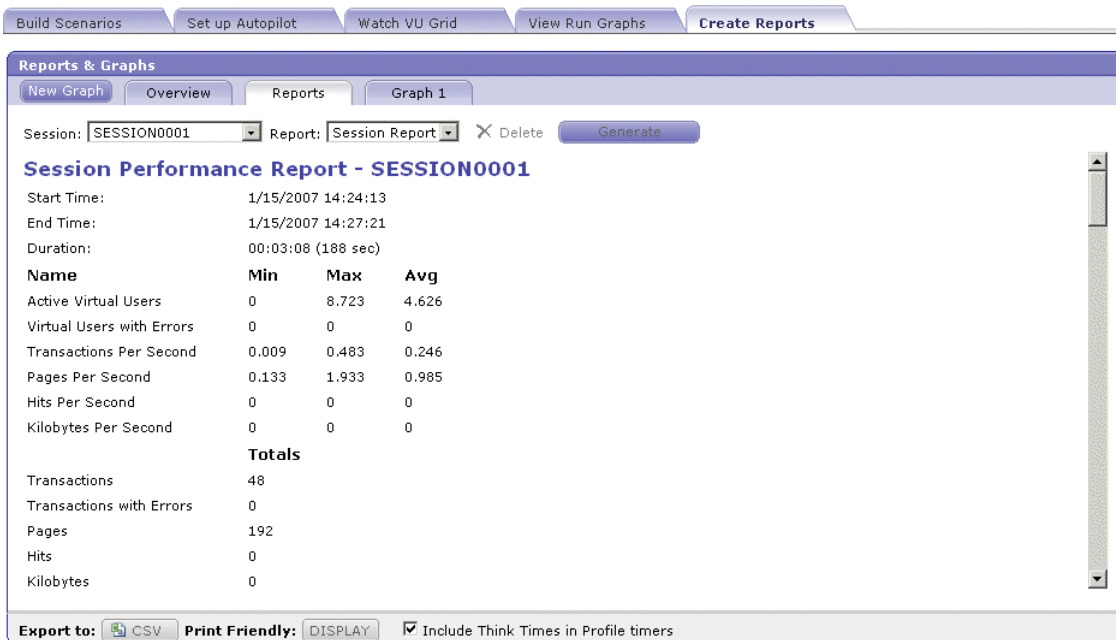 Build Scenarios Set up Autopilot Watch VU Grid View Run Graphs Create Reports
Reports & Graphs
New Graph Overview Reports Graph 1
Session: SESSION0001 Report: Session Report Delete Generate
Session Performance Report - SESSION0001
Start Time: 1/15/2007 14:24:13
End Time: 1/15/2007 14:27:21
Duration: 00:03:08 (188 sec)
Name Min Max Avg
Active Virtual Users 0 8.723 4.626
Virtual Users with Errors 0 0 0
Transactions Per Second 0.009 0.483 0.246
Pages Per Second 0.133 1.933 0.985
Hits Per Second 0 0 0
Kilobytes Per Second 0 0 0
Totals
Transactions 48
Transactions with Errors 0
Pages 192
Hits 0
Kilobytes 0
Export to: CSV Print Friendly: DISPLAY Include Think Times in Profile timers